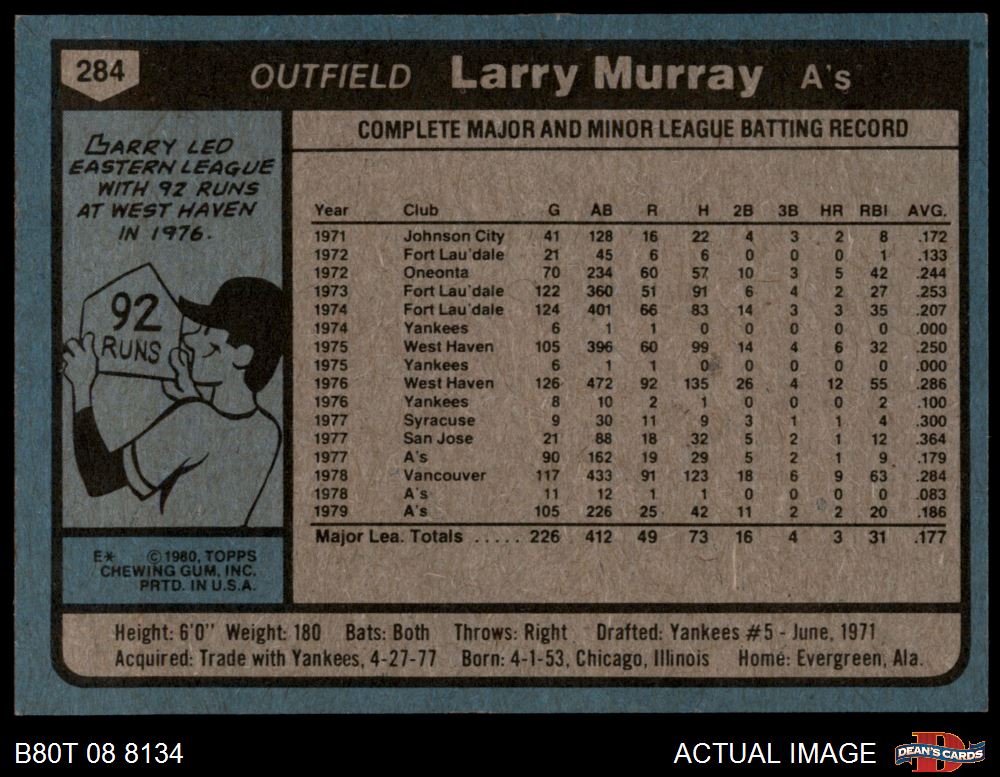 284 OUTFIELD Larry Murray A's
LARRY LED
EASTERN LEAGUE
WITH 92 RUNS
AT WEST HAVEN
IN 1976.
92
RUNS
E* ©1980, TOPPS
CHEWING GUM, INC.
PRTD. IN U.S.A.
COMPLETE MAJOR AND MINOR LEAGUE BATTING RECORD
Year Club G AB R H 2B 3B HR RBI AVG.
1971 Johnson City 41 128 16 22 4 3 2 8 .172
1972 Fort Lau'dale 21 45 6 6 0 0 0 1 .133
1972 Oneonta 70 234 60 57 10 3 5 42 .244
1973 Fort Lau'dale 122 360 51 91 6 4 2 27 .253
1974 Fort Lau'dale 124 401 66 83 14 3 3 35 .207
1974 Yankees 6 1 1 0 0 0 0 0 .000
1975 West Haven 105 396 60 99 14 4 6 32 .250
1975 Yankees 6 1 1 0 0 0 0 0 .000
1976 West Haven 126 472 92 135 26 4 12 55 .286
1976 Yankees 8 10 2 1 0 0 0 2 .100
1977 Syracuse 9 30 11 9 3 1 1 4 .300
1977 San Jose 21 88 18 32 5 2 1 12 .364
1977 A's 90 162 19 29 5 2 1 9 .179
1978 Vancouver 117 433 91 123 18 6 9 63 .284
1978 A's 11 12 1 1 0 0 0 0 .083
1979 A's 105 226 25 42 11 2 2 20 .186
Major Lea. Totals ..... 226 412 49 73 16 4 3 31 .177
Height: 6'0" Weight: 180 Bats: Both Throws: Right Drafted: Yankees #5 - June, 1971
Acquired: Trade with Yankees, 4-27-77 Born: 4-1-53, Chicago, Illinois Home: Evergreen, Ala.
B80T 08 8134 ACTUAL IMAGE D DEAN'S CARDS